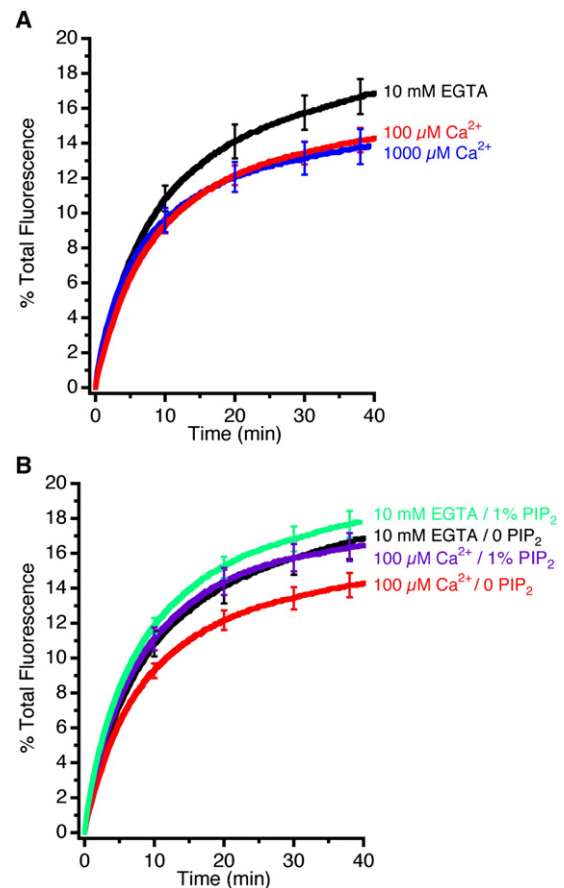 A
20
18
16
14
12
10
8
6
4
2
0
% Total Fluorescence
10 mM EGTA
100 µM Ca²⁺
1000 µM Ca²⁺
0 10 20 30 40
Time (min)
B
20
18
16
14
12
10
8
6
4
2
0
% Total Fluorescence
10 mM EGTA / 1% PIP₂
10 mM EGTA / 0 PIP₂
100 µM Ca²⁺ / 1% PIP₂
100 µM Ca²⁺ / 0 PIP₂
0 10 20 30 40
Time (min)